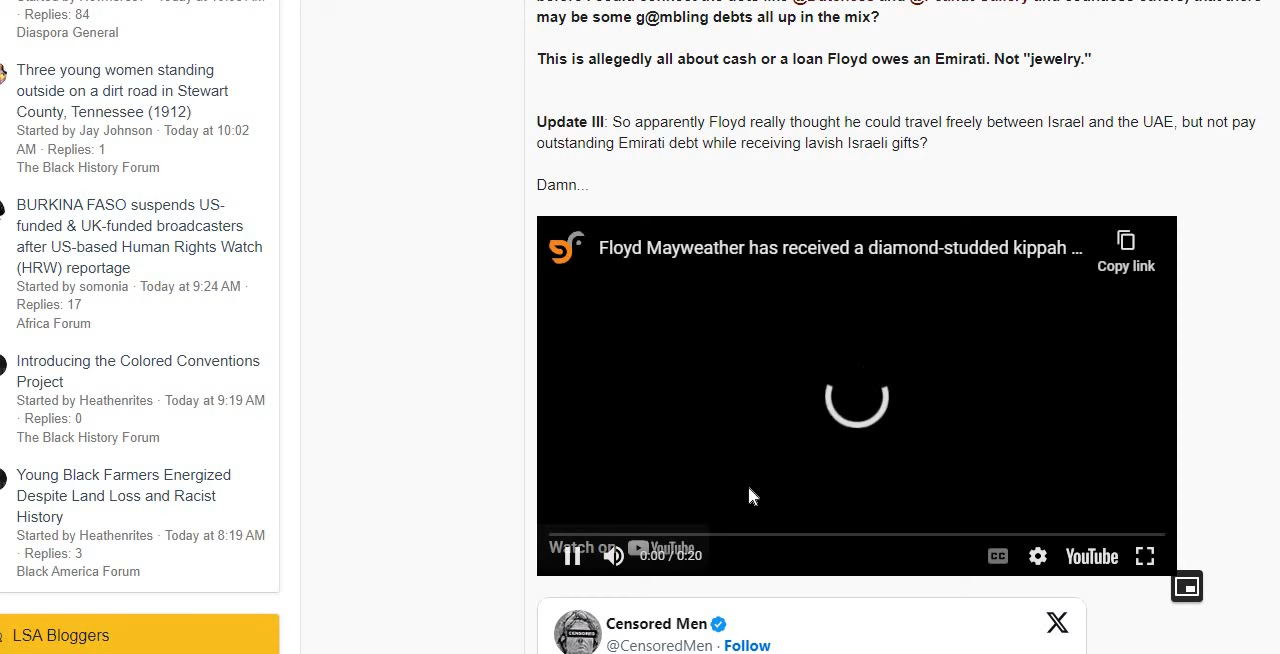 · Replies: 84
Diaspora General
Three young women standing
outside on a dirt road in Stewart
County, Tennessee (1912)
Started by Jay Johnson · Today at 10:02
AM · Replies: 1
The Black History Forum
BURKINA FASO suspends US-
funded & UK-funded broadcasters
after US-based Human Rights Watch
(HRW) reportage
Started by somonia · Today at 9:24 AM ·
Replies: 17
Africa Forum
Introducing the Colored Conventions
Project
Started by Heathenrites · Today at 9:19 AM
· Replies: 0
The Black History Forum
Young Black Farmers Energized
Despite Land Loss and Racist
History
Started by Heathenrites · Today at 8:19 AM
· Replies: 3
Black America Forum
LSA Bloggers
may be some g@mbling debts all up in the mix?
This is allegedly all about cash or a loan Floyd owes an Emirati. Not "jewelry."
Update III: So apparently Floyd really thought he could travel freely between Israel and the UAE, but not pay
outstanding Emirati debt while receiving lavish Israeli gifts?
Damn...
Floyd Mayweather has received a diamond-studded kippah ...
Copy link
Watch on YouTube
0:00 / 0:20
CC
YouTube
Censored Men
@CensoredMen · Follow
CENSORED